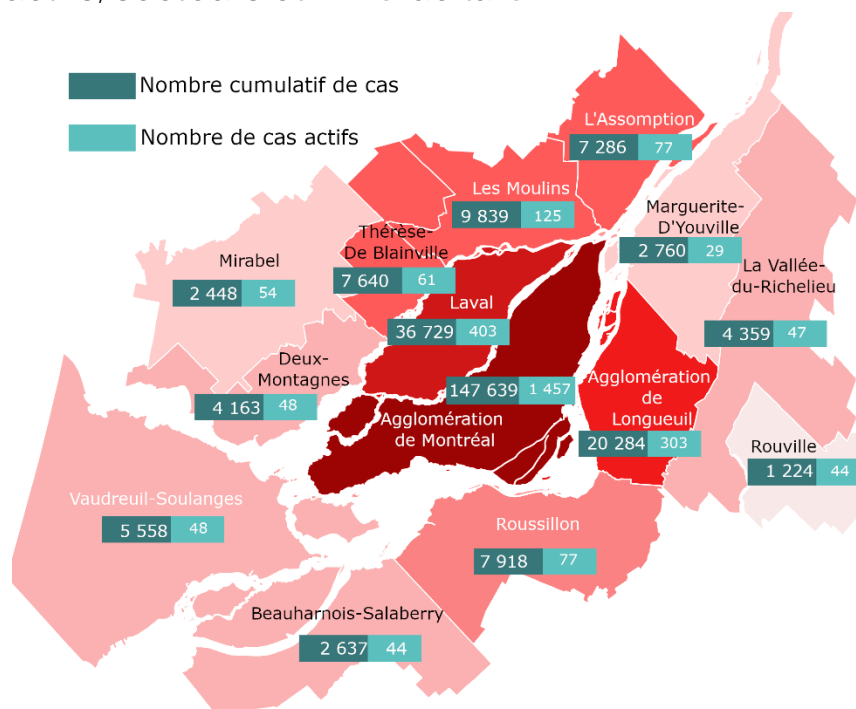 Nombre cumulatif de cas
Nombre de cas actifs
L'Assomption
7 286 77
Les Moulins
9 839 125
Marguerite-
D'Youville
2 760 29
Thérèse-
De Blainville
7 640 61
Mirabel
2 448 54
La Vallée-
du-Richelieu
4 359 47
Laval
36 729 403
Deux-
Montagnes
4 163 48
147 639 1 457
Agglomération
de Montréal
Agglomération
de
Longueuil
20 284 303
Rouville
1 224 44
Vaudreuil-Soulanges
5 558 48
Roussillon
7 918 77
Beauharnois-Salaberry
2 637 44